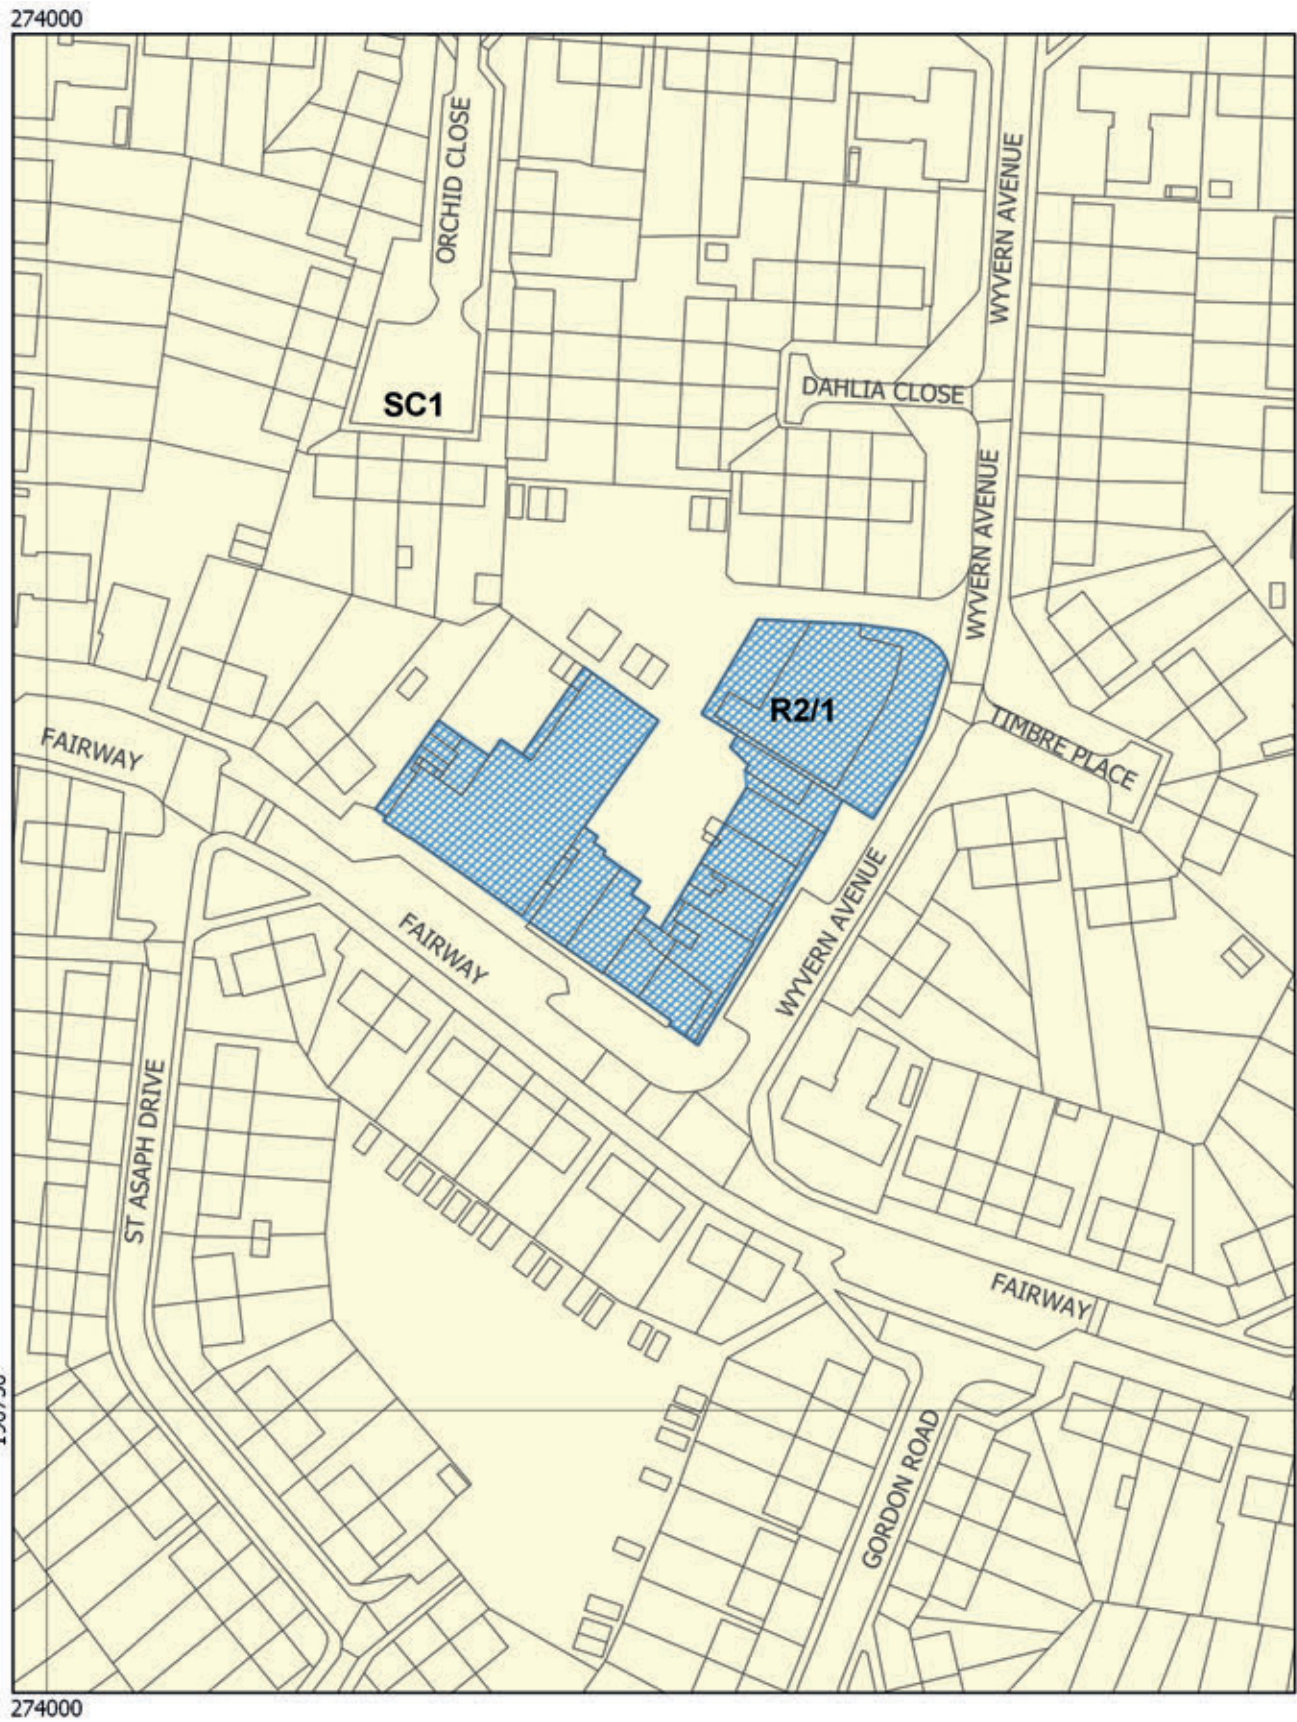 274000
ORCHID CLOSE
WYVERN AVENUE
SC1
DAHLIA CLOSE
WYVERN AVENUE
R2/1
FAIRWAY
TIMBRE PLACE
FAIRWAY
WYVERN AVENUE
ST ASAPH DRIVE
FAIRWAY
GORDON ROAD
274000